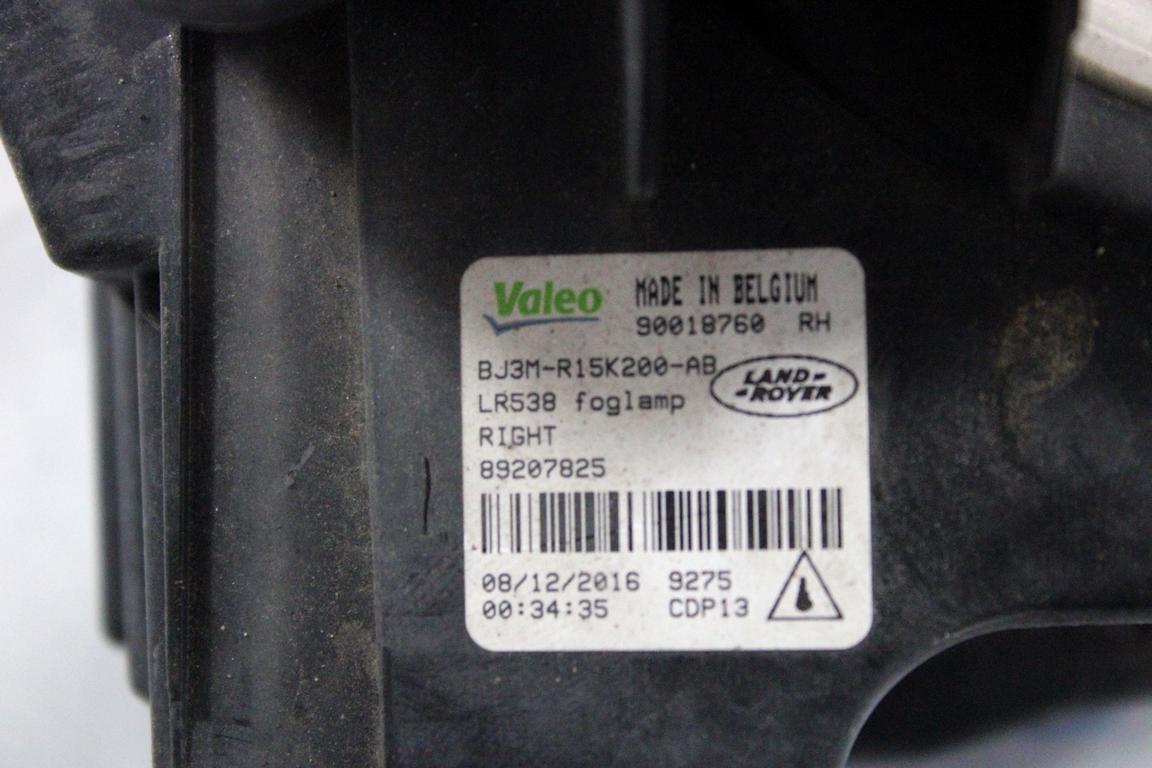 Valeo MADE IN BELGIUM
90018760 RH
BJ3M-R15K200-AB
LAND-
-ROVER
LR538 foglamp
RIGHT
89207825
08/12/2016 9275
00:34:35 CDP13